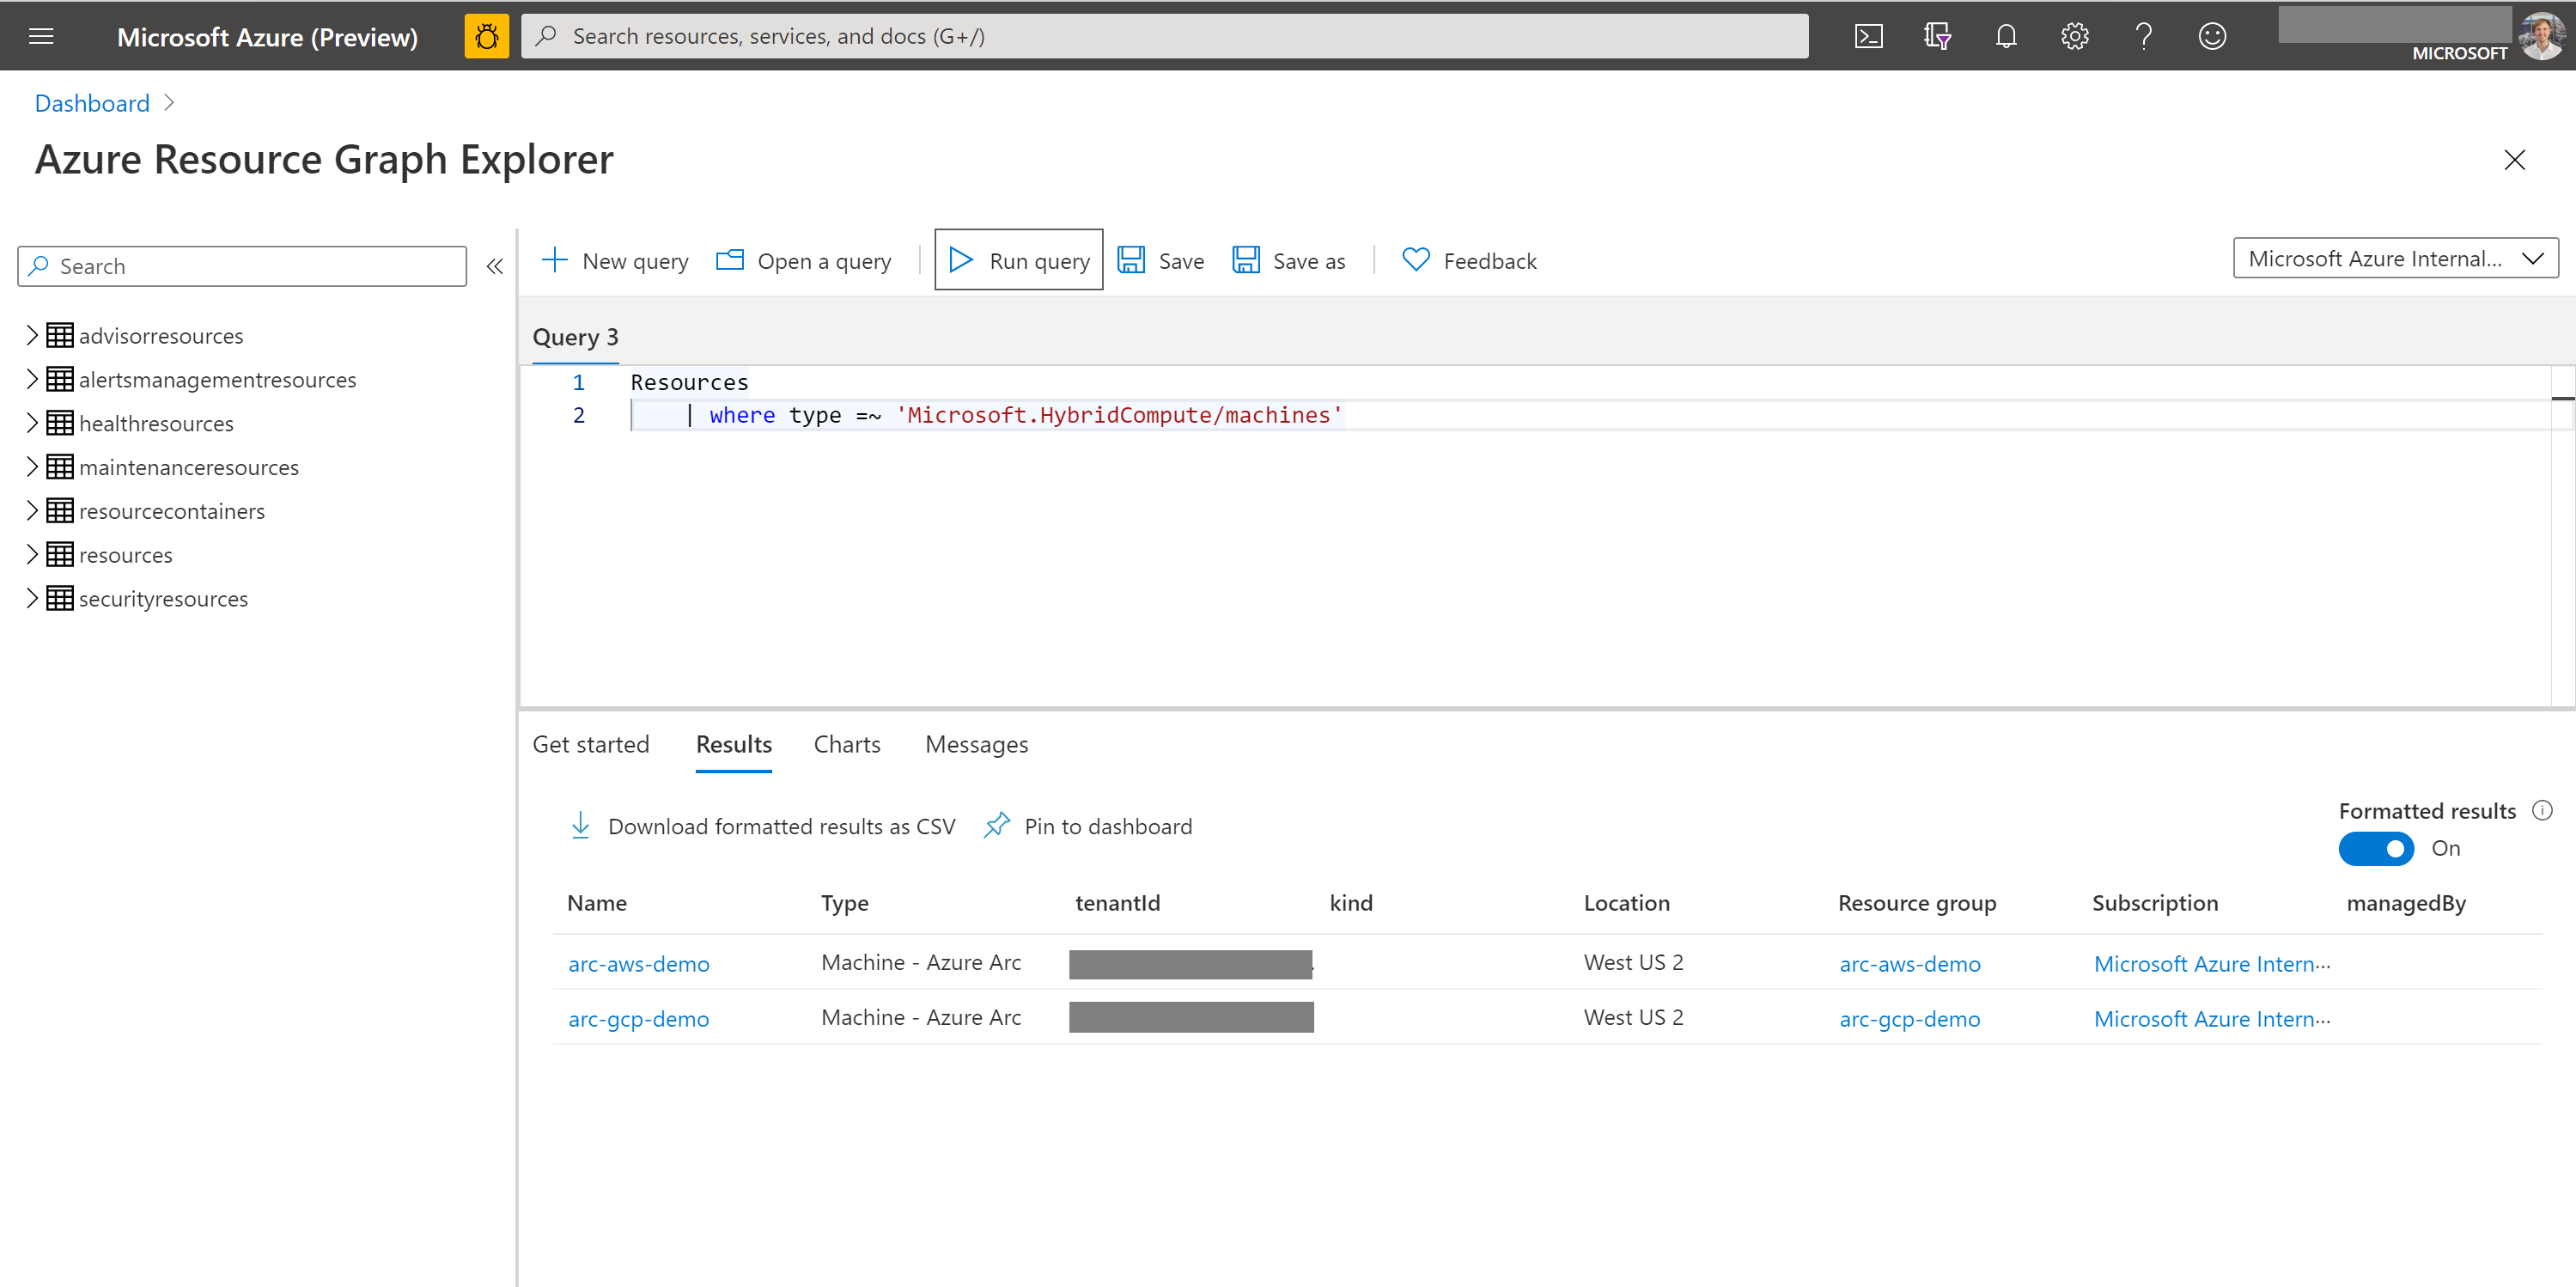 Microsoft Azure (Preview)
Search resources, services, and docs (G+/)
MICROSOFT
Dashboard
Azure Resource Graph Explorer
Search
advisorresources
alertsmanagementresources
healthresources
maintenanceresources
resourcecontainers
resources
securityresources
New query Open a query Run query Save Save as Feedback
Microsoft Azure Internal...
Query 3
1 Resources
2 | where type =~ 'Microsoft.HybridCompute/machines'
Get started Results Charts Messages
Download formatted results as CSV Pin to dashboard
Formatted results
On
Name Type tenantId kind Location Resource group Subscription managedBy
arc-aws-demo Machine - Azure Arc West US 2 arc-aws-demo Microsoft Azure Intern···
arc-gcp-demo Machine - Azure Arc West US 2 arc-gcp-demo Microsoft Azure Intern···